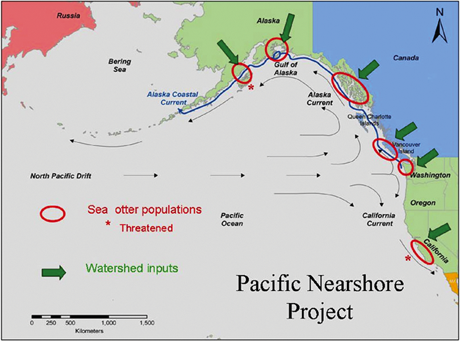 Russia
Alaska
Canada
Bering
Sea
Gulf of
Alaska
Alaska Coastal
Current
Alaska
Current
*
Queen Charlotte
Islands
Vancouver
Island
North Pacific Drift
Washington
Oregon
Sea otter populations
* Threatened
Pacific
Ocean
California
Current
California
*
Watershed inputs
Pacific Nearshore
Project
0 250 500 1,000 1,500
Kilometers
N